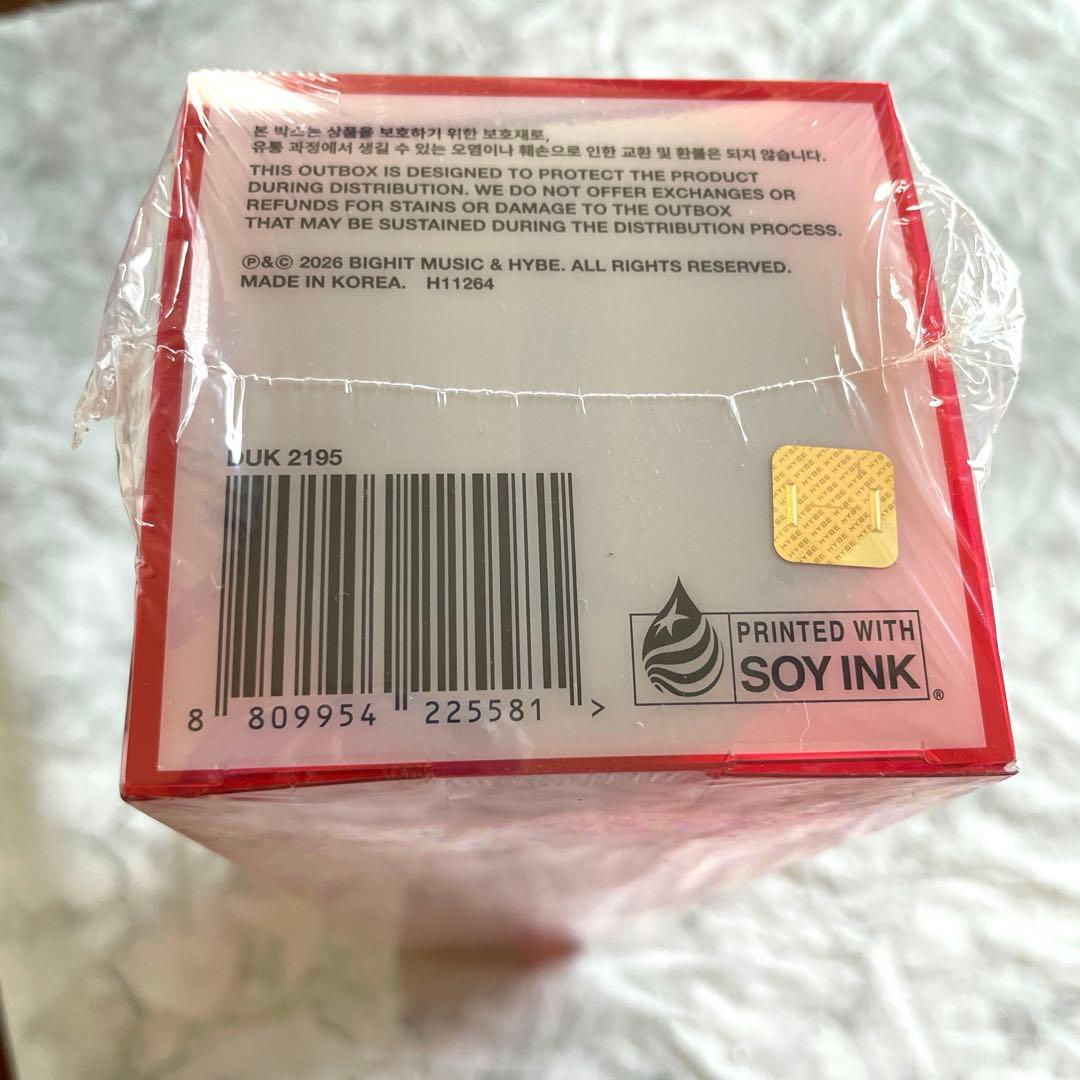 본 박스는 상품을 보호하기 위한 보호재로,
유통 과정에서 생길 수 있는 오염이나 훼손으로 인한 교환 및 환불은 되지 않습니다.
THIS OUTBOX IS DESIGNED TO PROTECT THE PRODUCT
DURING DISTRIBUTION. WE DO NOT OFFER EXCHANGES OR
REFUNDS FOR STAINS OR DAMAGE TO THE OUTBOX
THAT MAY BE SUSTAINED DURING THE DISTRIBUTION PROCESS.
℗&© 2026 BIGHIT MUSIC & HYBE. ALL RIGHTS RESERVED.
MADE IN KOREA. H11264
DUK 2195
HYBE HYBE HYBE
8 809954 225581 >
PRINTED WITH
SOY INK®